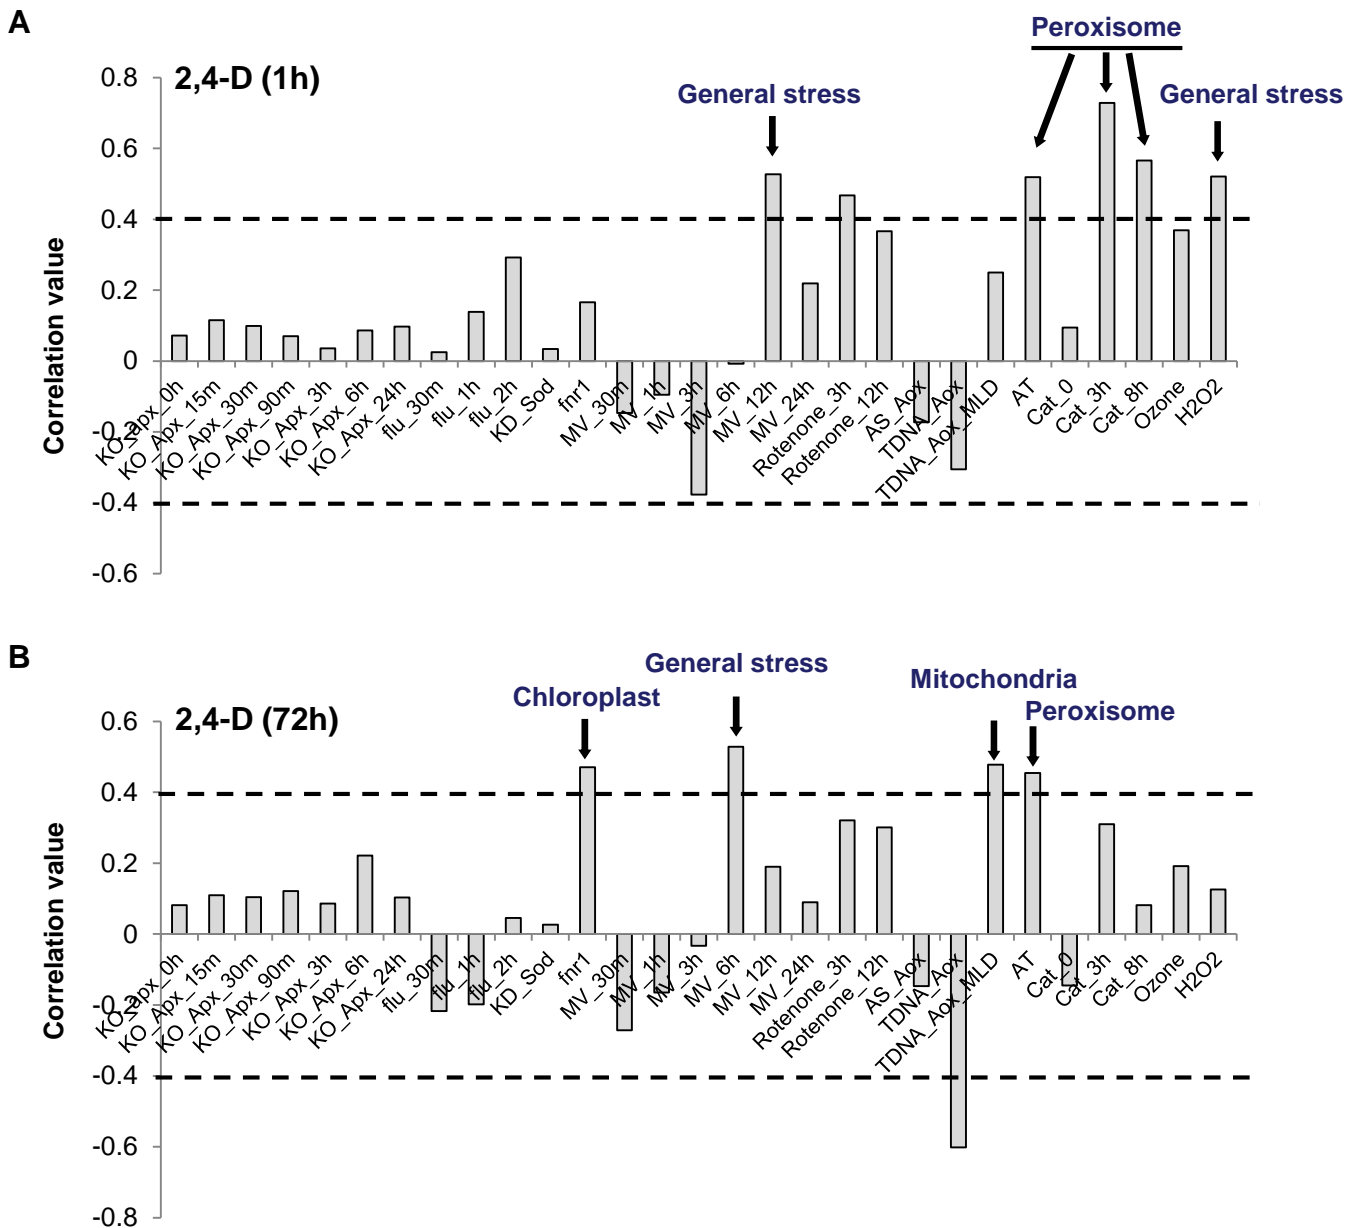 A
Peroxisome
2,4-D (1h)
General stress
General stress
0.8
0.6
0.4
0.2
0
-0.2
-0.4
-0.6
Correlation value
KO_apx_0h
KO_Apx_15m
KO_Apx_30m
KO_Apx_90m
KO_Apx_3h
KO_Apx_6h
KO_Apx_24h
flu_30m
flu_1h
flu_2h
KD_Sod
fnr1
MV_30m
MV_1h
MV_3h
MV_6h
MV_12h
MV_24h
Rotenone_3h
Rotenone_12h
AS_Aox
TDNA_Aox
TDNA_Aox_MLD
AT
Cat_0
Cat_3h
Cat_8h
Ozone
H2O2
B
General stress
Mitochondria
Chloroplast
Peroxisome
2,4-D (72h)
0.6
0.4
0.2
0
-0.2
-0.4
-0.6
-0.8
Correlation value
KO_apx_0h
KO_Apx_15m
KO_Apx_30m
KO_Apx_90m
KO_Apx_3h
KO_Apx_6h
KO_Apx_24h
flu_30m
flu_1h
flu_2h
KD_Sod
fnr1
MV_30m
MV_1h
MV_3h
MV_6h
MV_12h
MV_24h
Rotenone_3h
Rotenone_12h
AS_Aox
TDNA_Aox
TDNA_Aox_MLD
AT
Cat_0
Cat_3h
Cat_8h
Ozone
H2O2